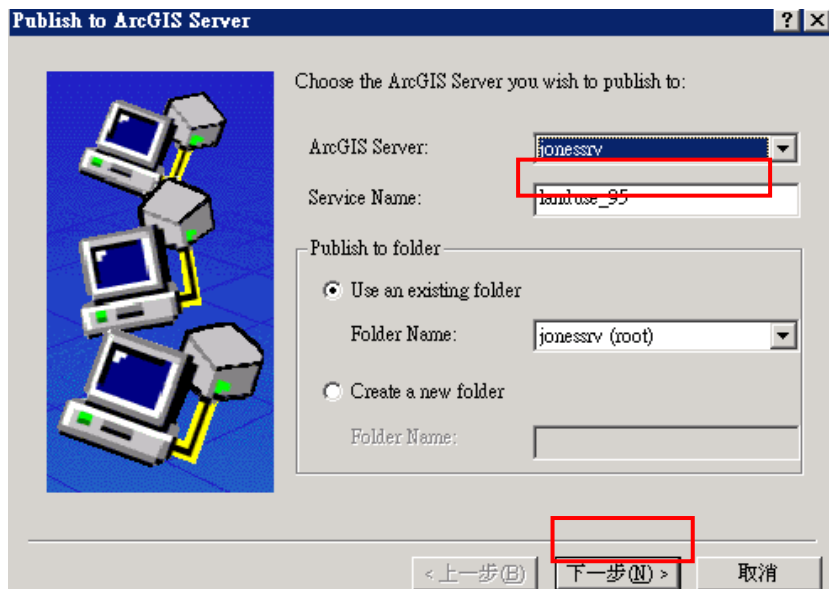 Publish to ArcGIS Server
Choose the ArcGIS Server you wish to publish to:
ArcGIS Server: jonessrv
Service Name: landuse_95
Publish to folder
Use an existing folder
Folder Name: jonessrv (root)
Create a new folder
Folder Name:
<上一步(B) 下一步(N) > 取消